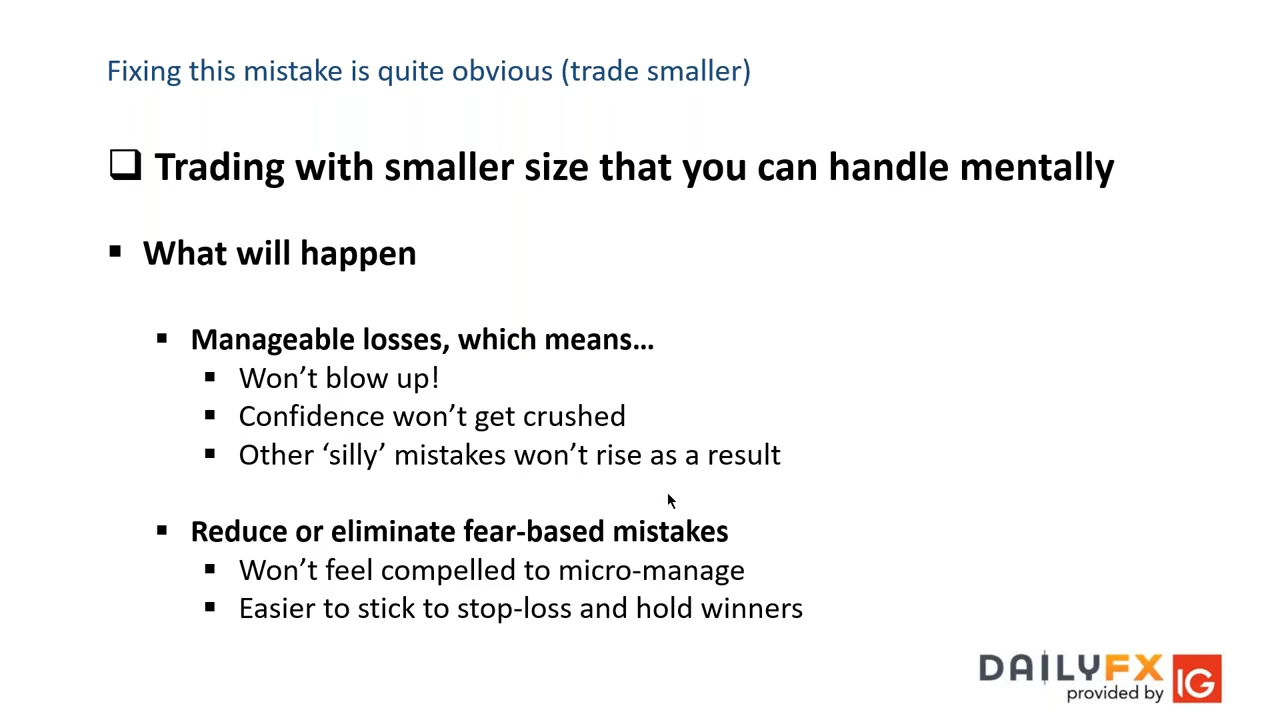 Fixing this mistake is quite obvious (trade smaller)
❑ Trading with smaller size that you can handle mentally
▪ What will happen
▪ Manageable losses, which means…
▪ Won’t blow up!
▪ Confidence won’t get crushed
▪ Other ‘silly’ mistakes won’t rise as a result
▪ Reduce or eliminate fear-based mistakes
▪ Won’t feel compelled to micro-manage
▪ Easier to stick to stop-loss and hold winners
DAILYFX
provided by IG